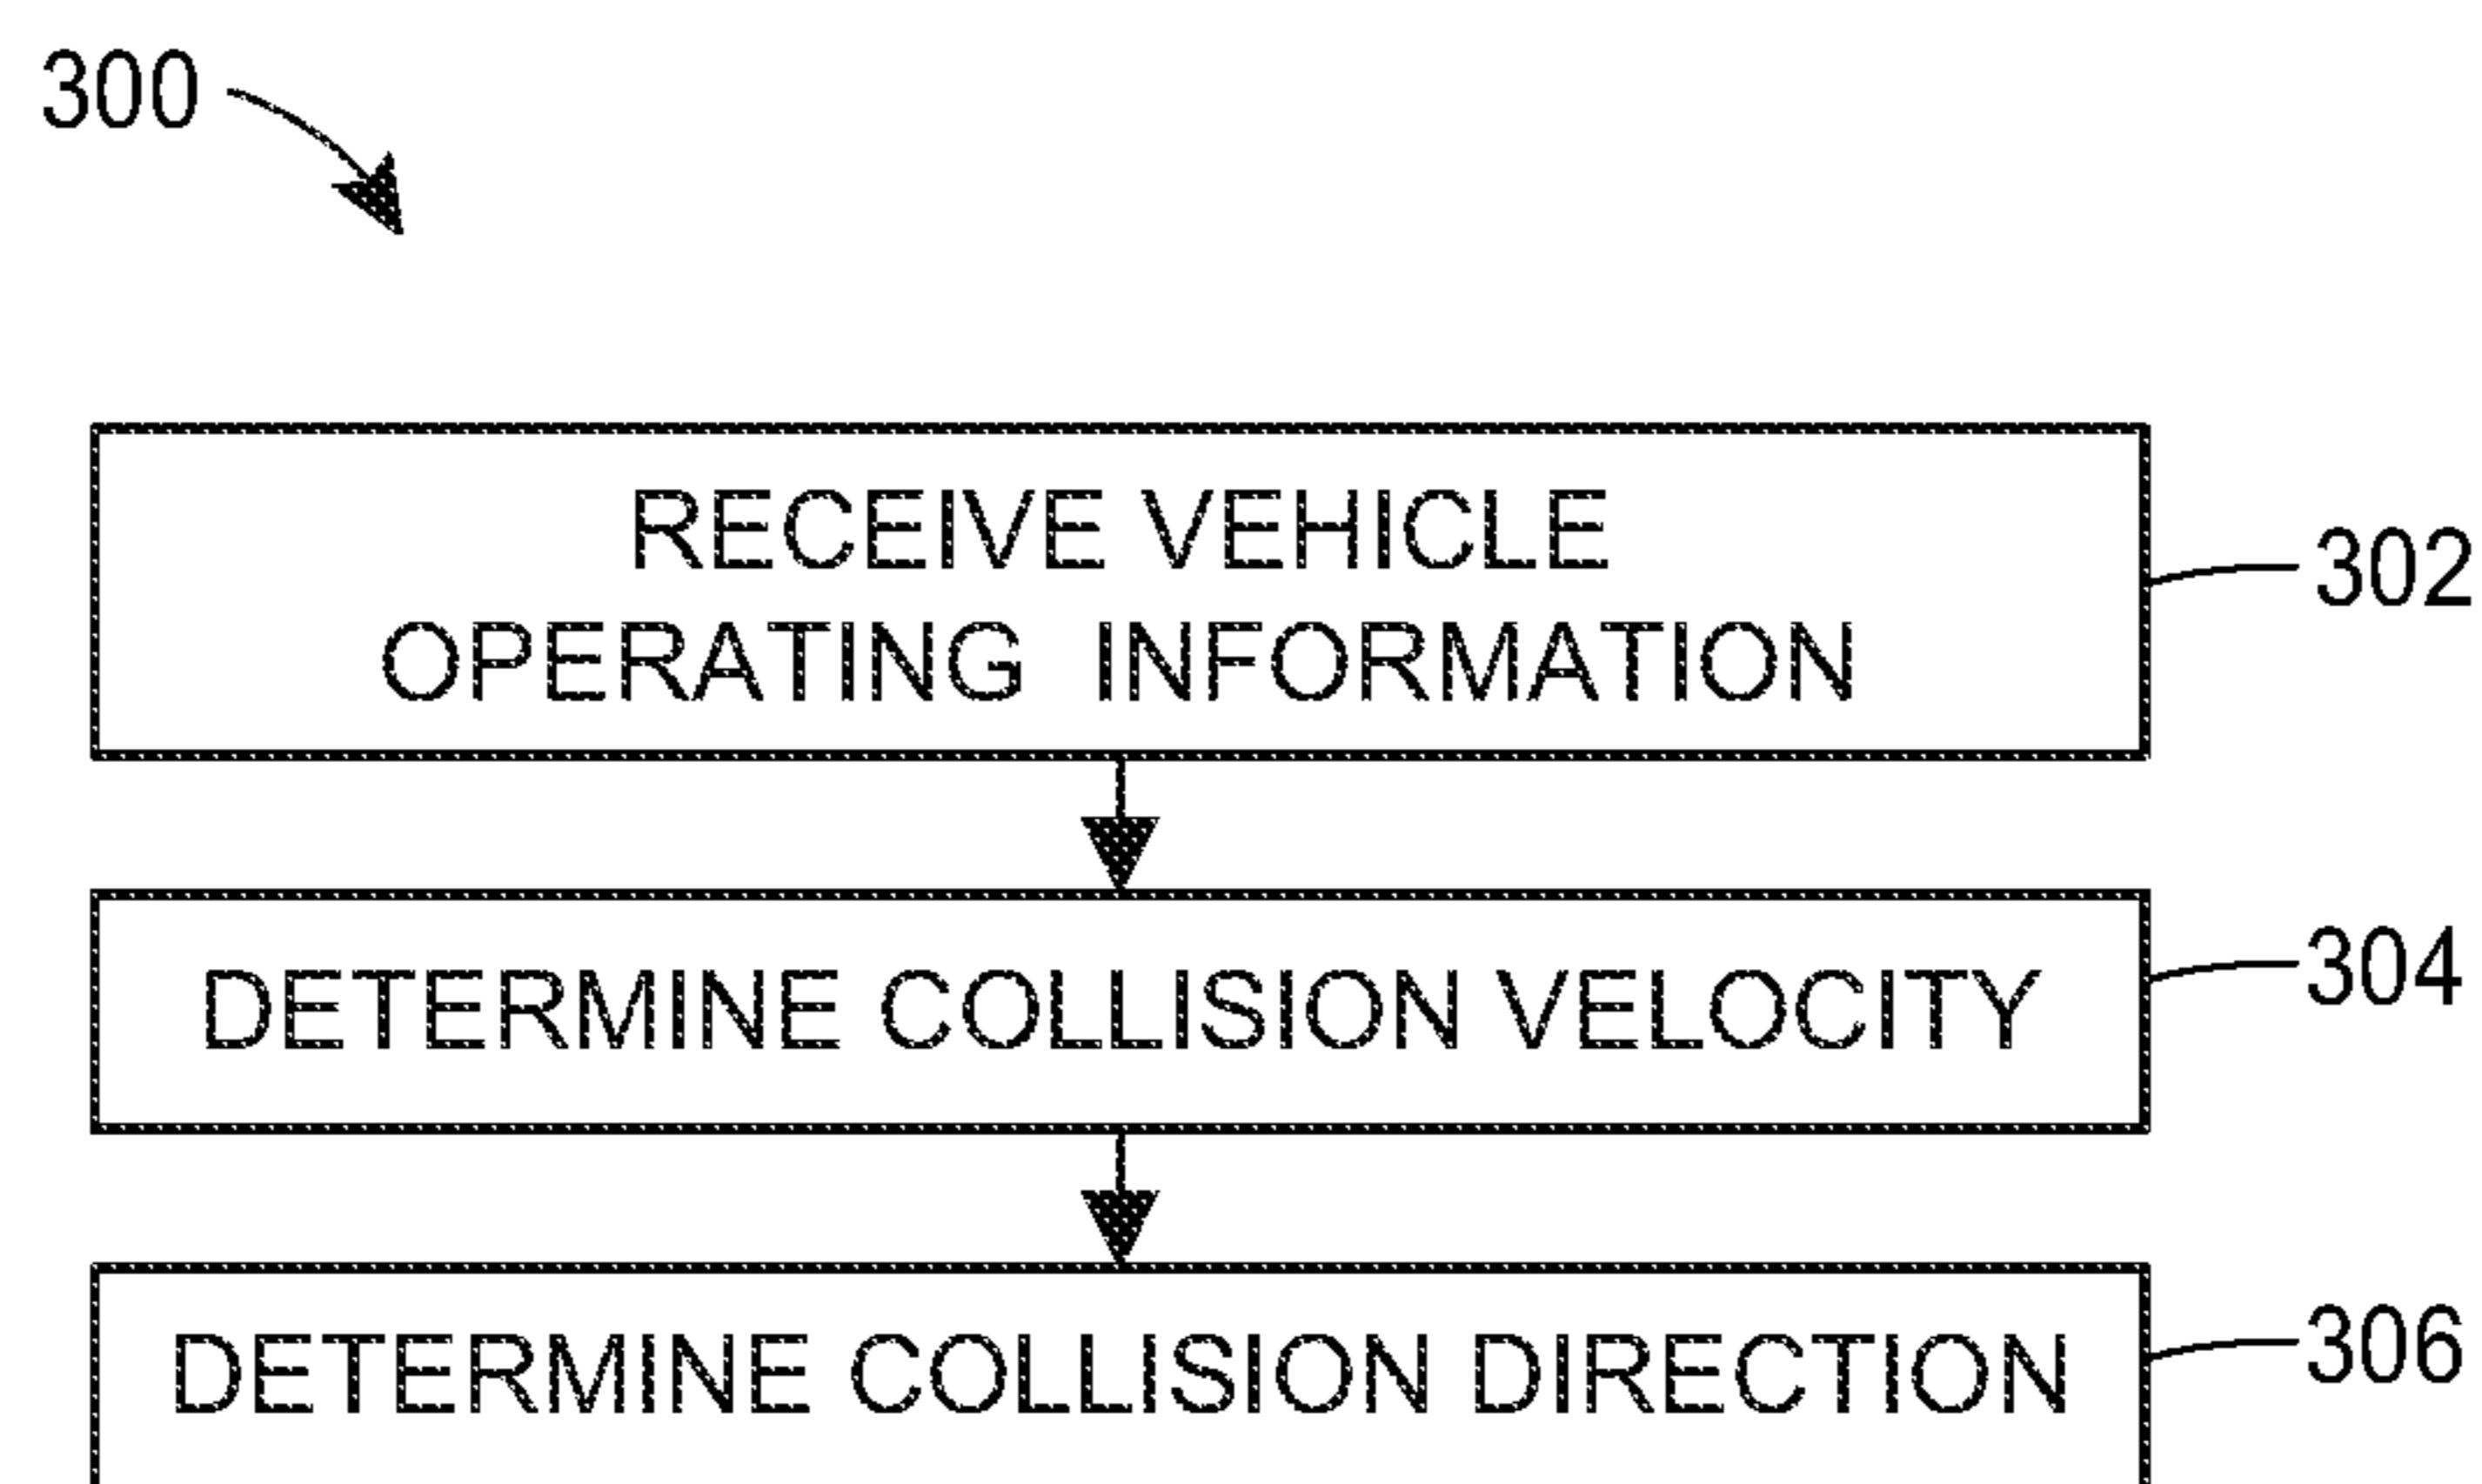 300
RECEIVE VEHICLE
OPERATING INFORMATION
302
DETERMINE COLLISION VELOCITY
304
DETERMINE COLLISION DIRECTION
306